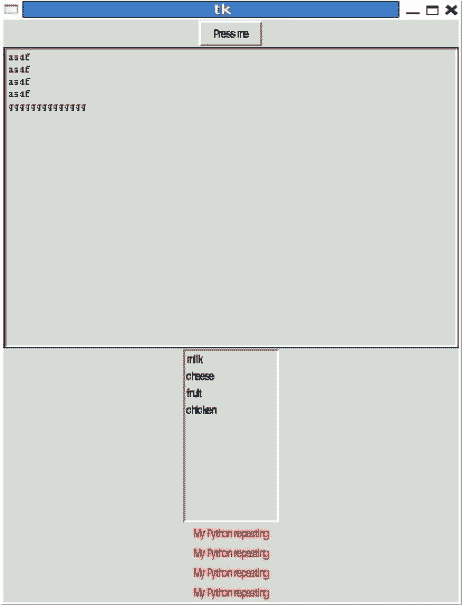 tk
Press me
asdf
asdf
asdf
asdf
ggggggggggggg
milk
cheese
fruit
chicken
My Python repeating
My Python repeating
My Python repeating
My Python repeating